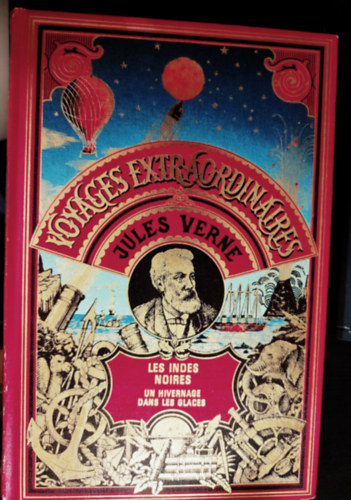 VOYAGES EXTRAORDINAIRES
JULES VERNE
LES INDES
NOIRES
UN HIVERNAGE
DANS LES GLACES